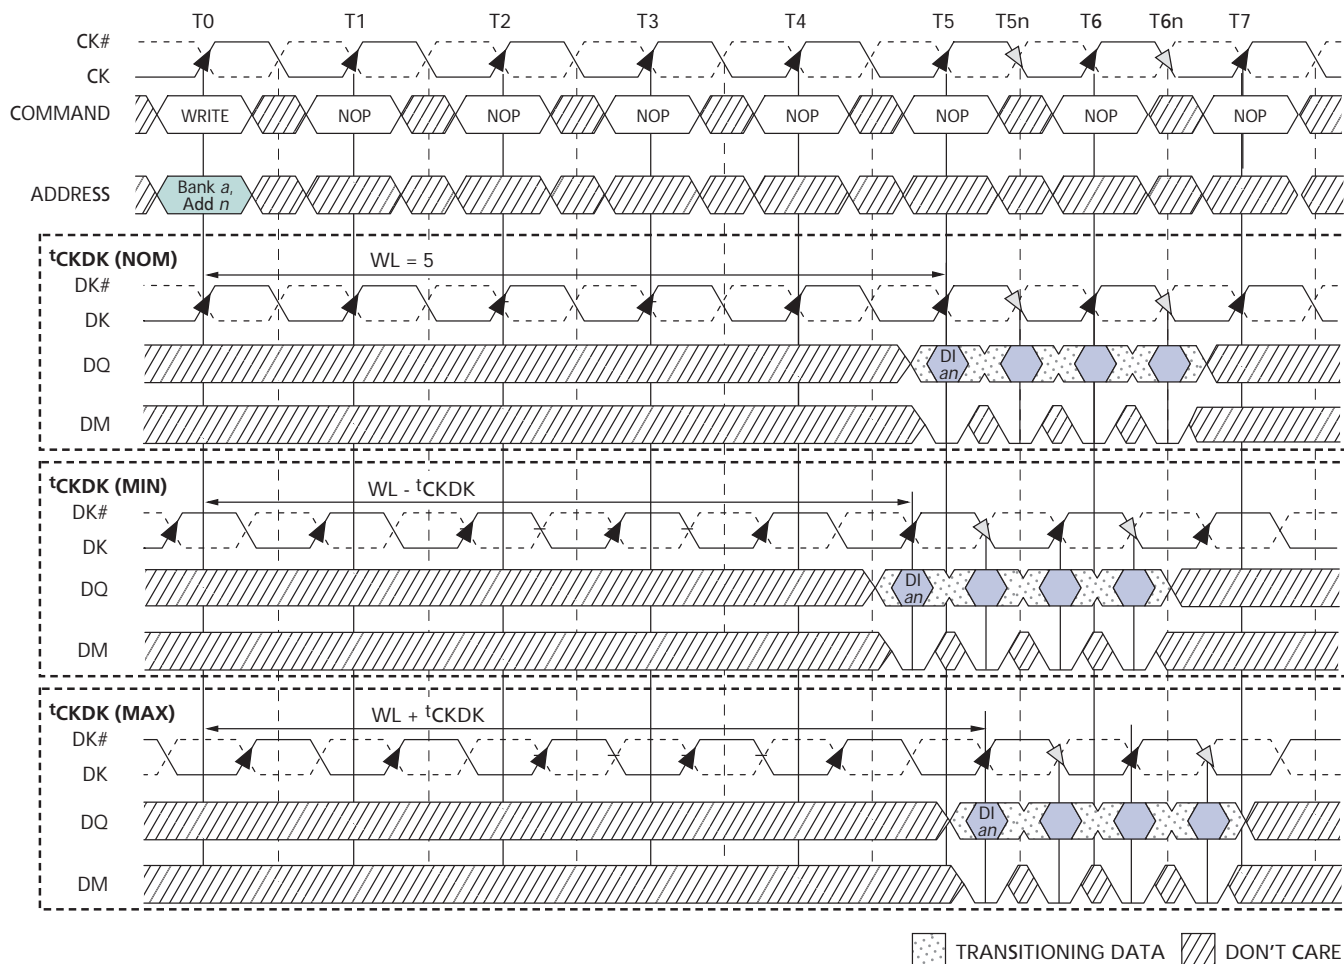 T0 T1 T2 T3 T4 T5 T5n T6 T6n T7
CK#
CK
COMMAND WRITE NOP NOP NOP NOP NOP NOP NOP
ADDRESS Bank a,
Add n
tCKDK (NOM)
WL = 5
DK#
DK
DQ DI
an
DM
tCKDK (MIN)
WL - tCKDK
DK#
DK
DQ DI
an
DM
tCKDK (MAX)
WL + tCKDK
DK#
DK
DQ DI
an
DM
TRANSITIONING DATA DON'T CARE